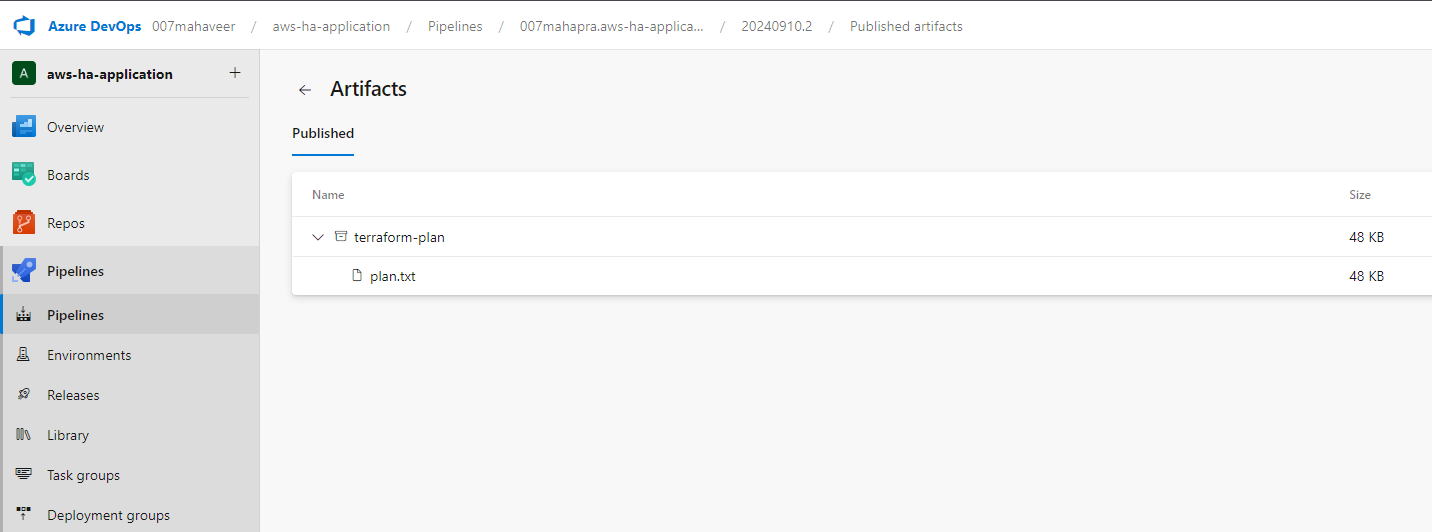 Azure DevOps 007mahaveer / aws-ha-application / Pipelines / 007mahapra.aws-ha-applica... / 20240910.2 / Published artifacts
A aws-ha-application +
Overview
Boards
Repos
Pipelines
Pipelines
Environments
Releases
Library
Task groups
Deployment groups
Artifacts
Published
Name Size
terraform-plan 48 KB
plan.txt 48 KB